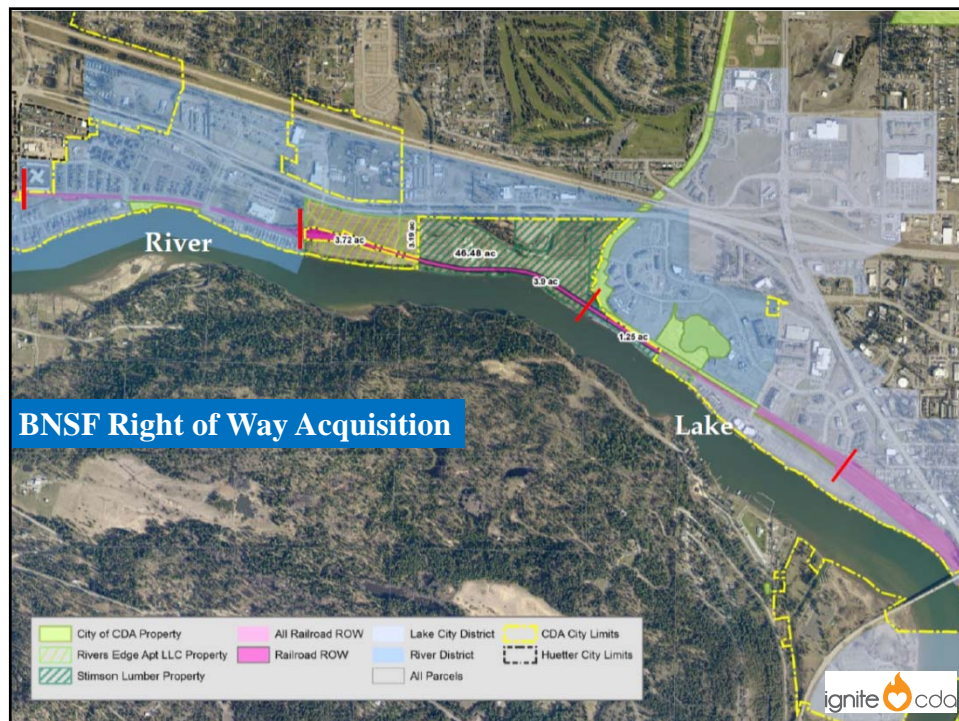 3.72 ac
3.19 ac
46.48 ac
3.9 ac
1.25 ac
River
BNSF Right of Way Acquisition
Lake
City of CDA Property
Rivers Edge Apt LLC Property
Stimson Lumber Property
All Railroad ROW
Railroad ROW
Lake City District
River District
All Parcels
CDA City Limits
Huetter City Limits
ignite cda